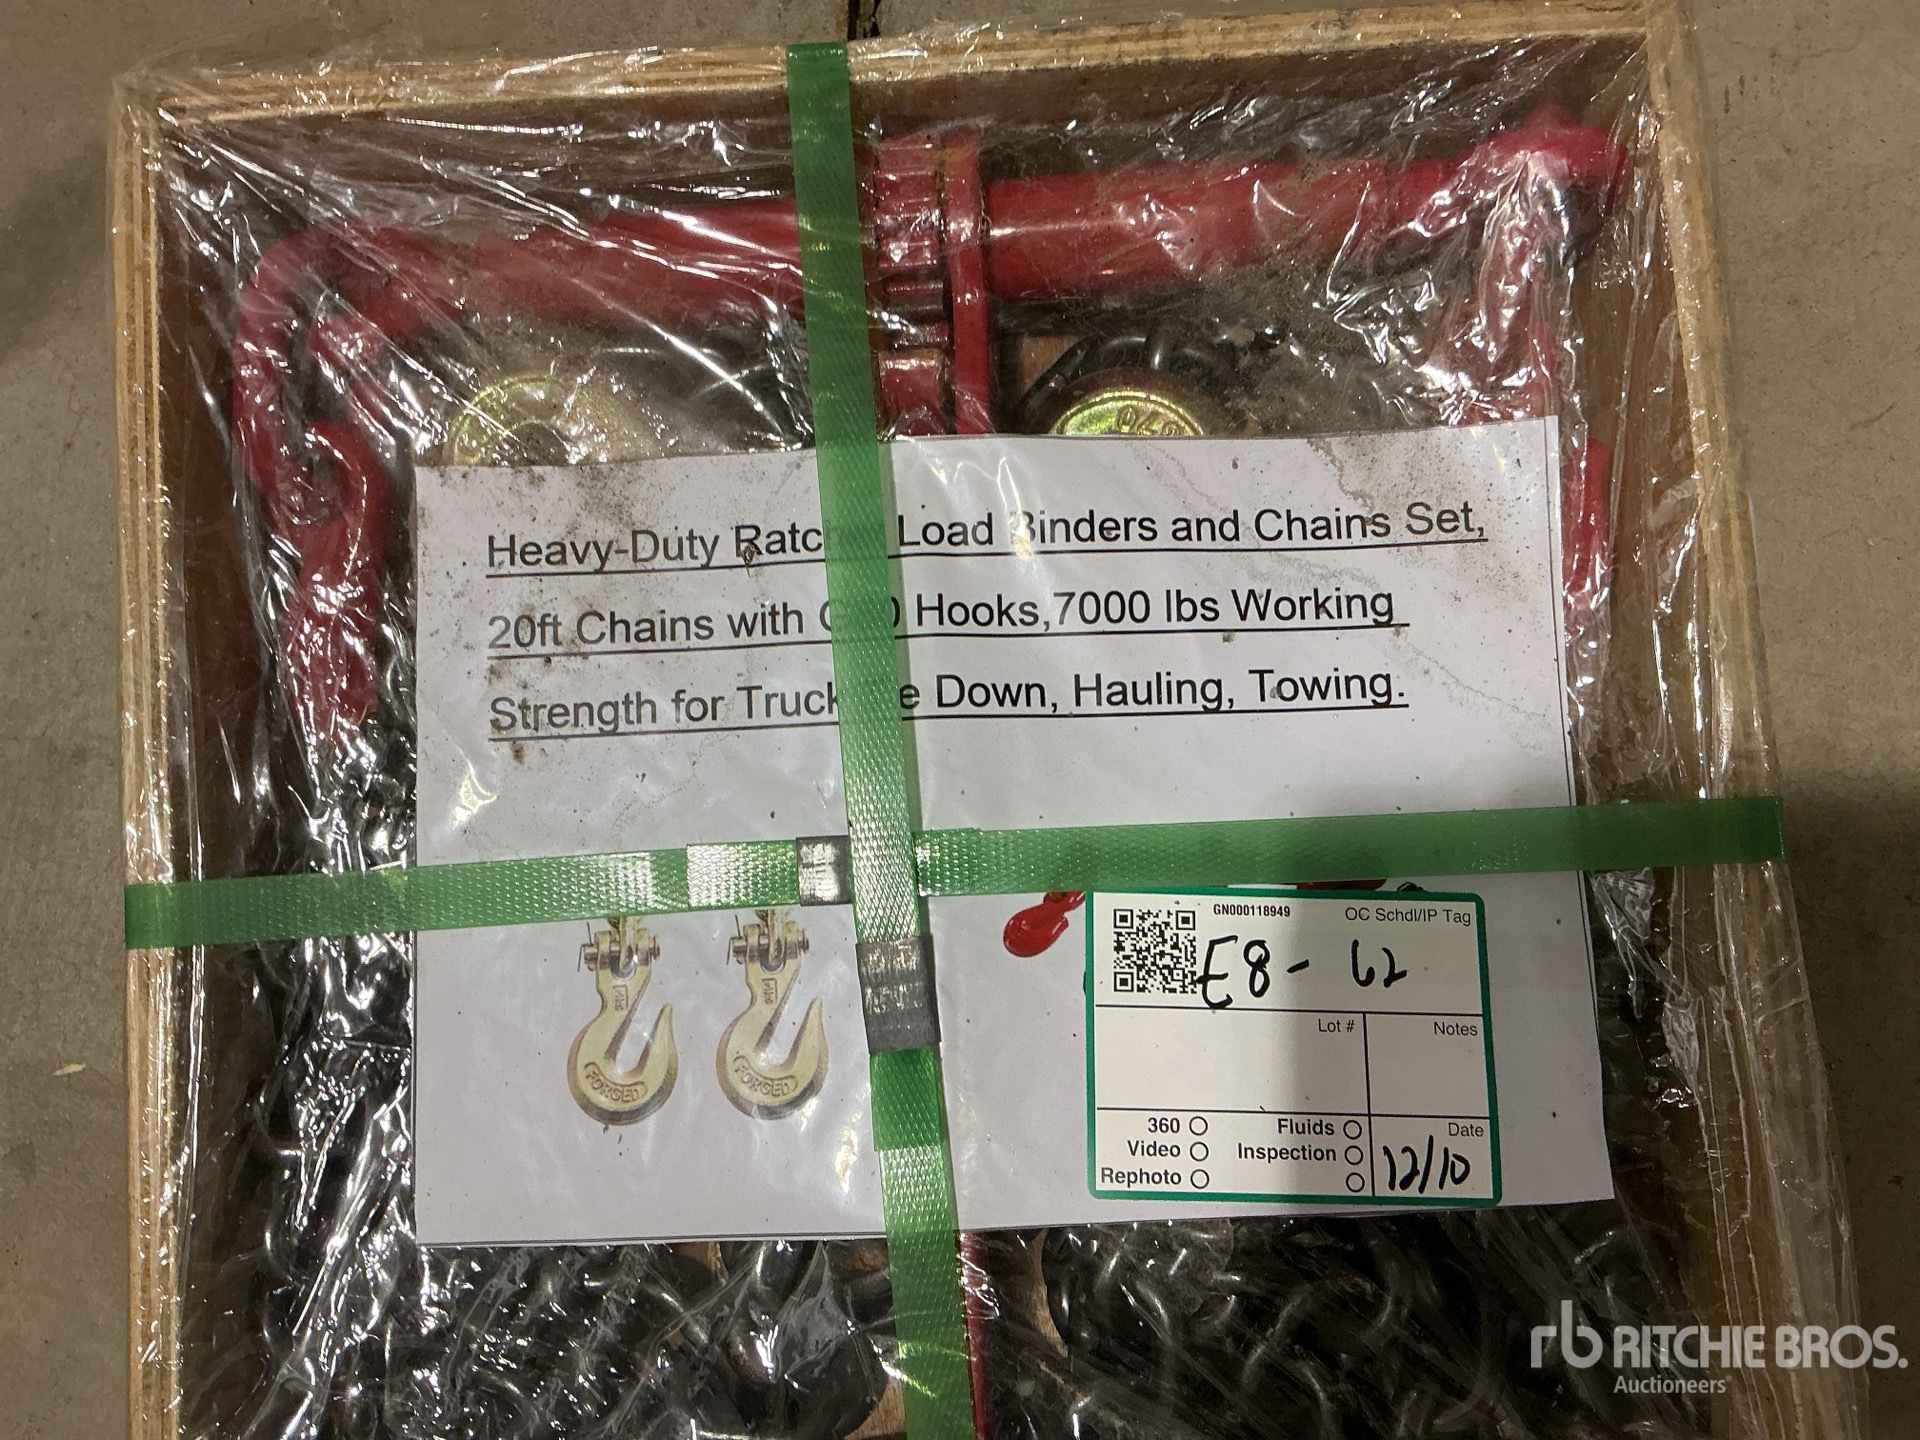 Heavy-Duty Load Binders and Chains Set,
20ft Chains with Hooks,7000 lbs Working
Strength for Truck Down, Hauling, Towing.
FORGED
FORGED
GN000118949
OC Schdl/IP Tag
E8-62
Lot #
Notes
360
Fluids
Date
Video
Inspection
12/10
Rephoto
rb RITCHIE BROS.
Auctioneers